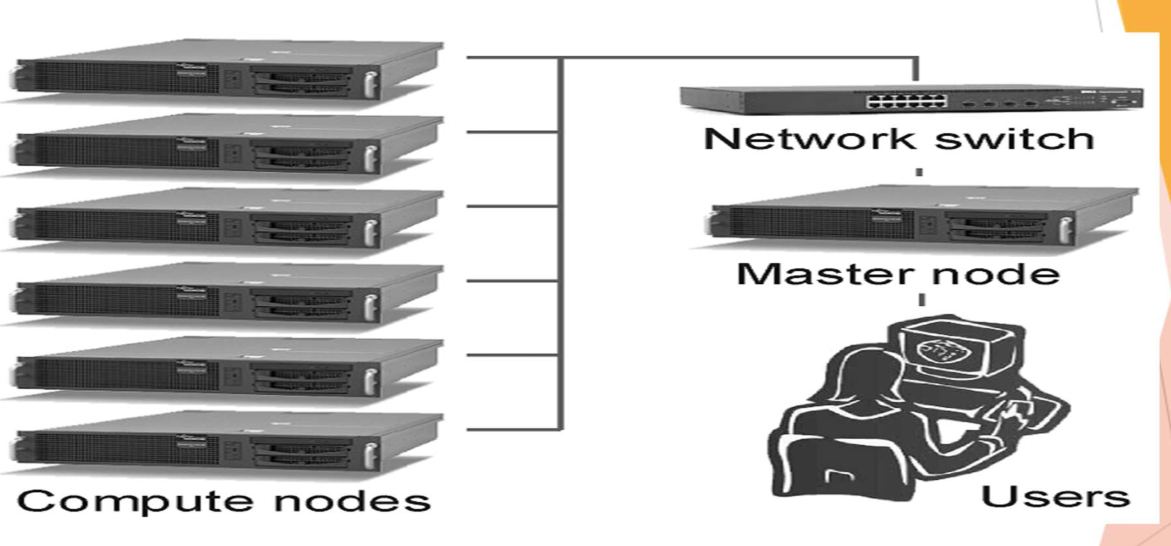 Network switch
Master node
Users
Compute nodes